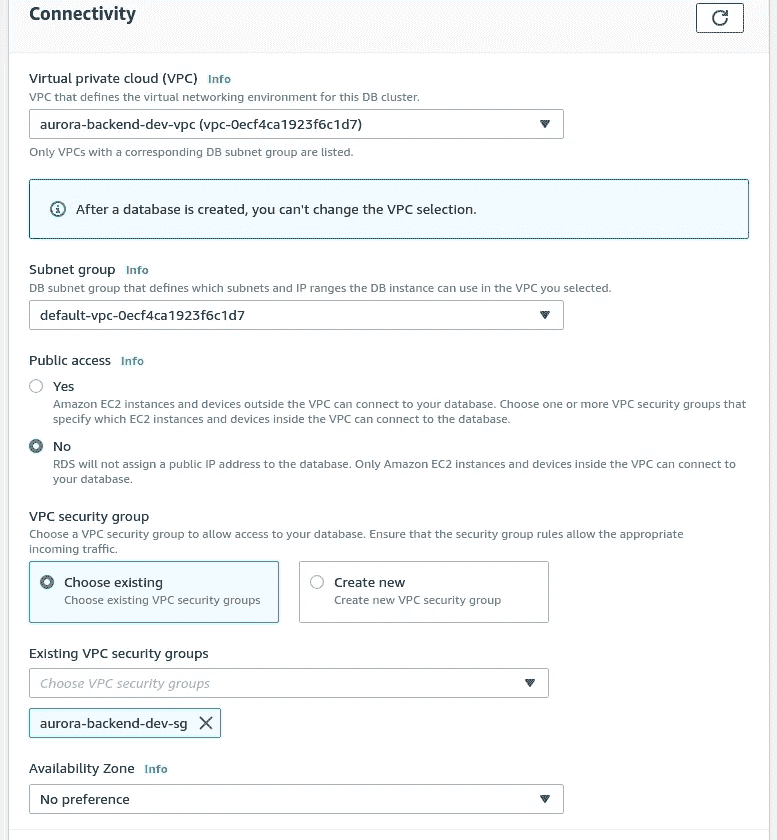 Connectivity
Virtual private cloud (VPC) Info
VPC that defines the virtual networking environment for this DB cluster.
aurora-backend-dev-vpc (vpc-0ecf4ca1923f6c1d7)
Only VPCs with a corresponding DB subnet group are listed.
After a database is created, you can't change the VPC selection.
Subnet group Info
DB subnet group that defines which subnets and IP ranges the DB instance can use in the VPC you selected.
default-vpc-0ecf4ca1923f6c1d7
Public access Info
Yes
Amazon EC2 instances and devices outside the VPC can connect to your database. Choose one or more VPC security groups that
specify which EC2 instances and devices inside the VPC can connect to the database.
No
RDS will not assign a public IP address to the database. Only Amazon EC2 instances and devices inside the VPC can connect to
your database.
VPC security group
Choose a VPC security group to allow access to your database. Ensure that the security group rules allow the appropriate
incoming traffic.
Choose existing
Choose existing VPC security groups
Create new
Create new VPC security group
Existing VPC security groups
Choose VPC security groups
aurora-backend-dev-sg
Availability Zone Info
No preference